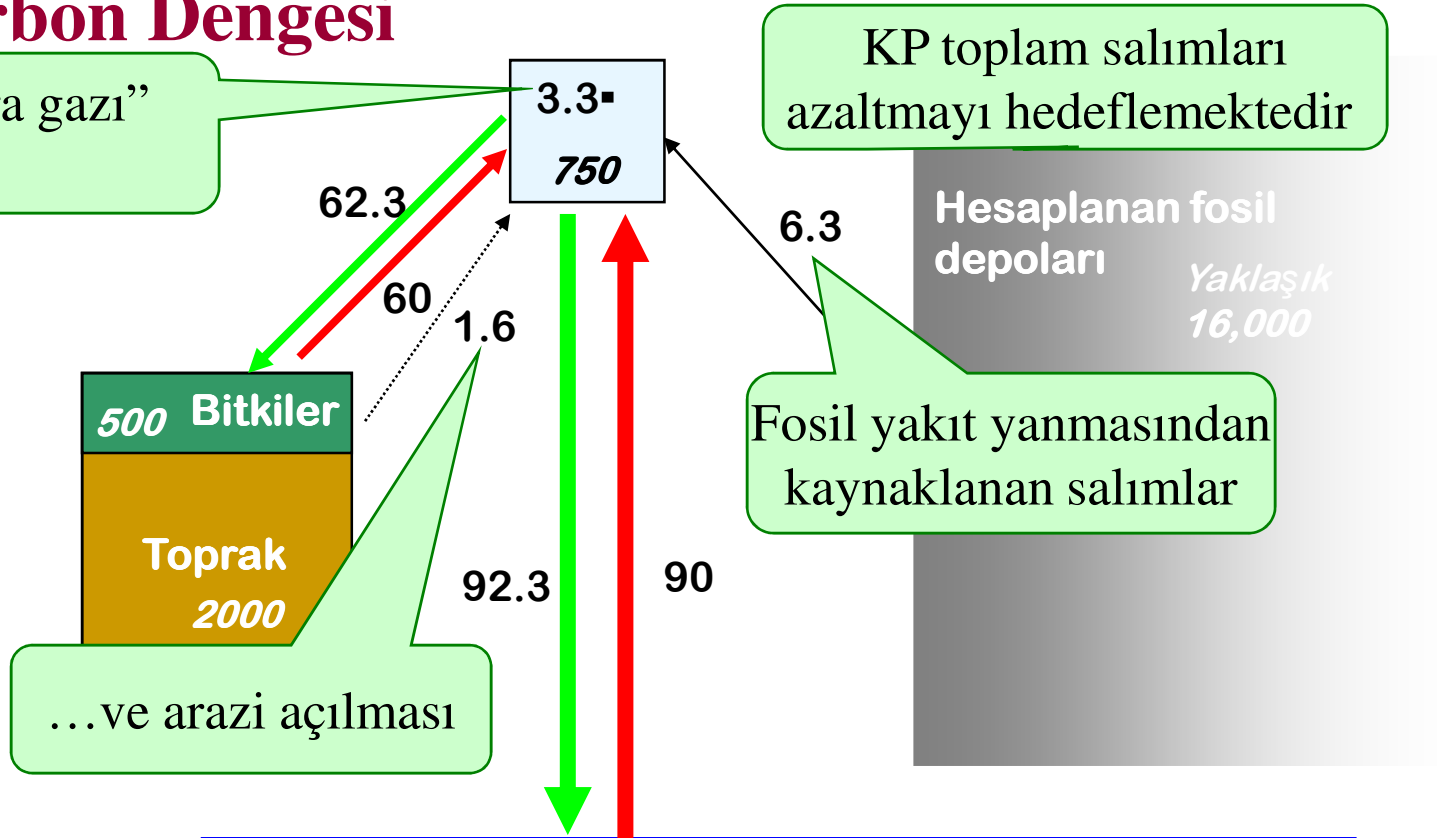 rbon Dengesi
a gazı”
3.3▪
750
KP toplam salımları
azaltmayı hedeflemektedir
62.3
60
1.6
6.3
Hesaplanan fosil
depoları
Yaklaşık
16,000
500 Bitkiler
Toprak
2000
Fosil yakıt yanmasından
kaynaklanan salımlar
92.3
90
…ve arazi açılması